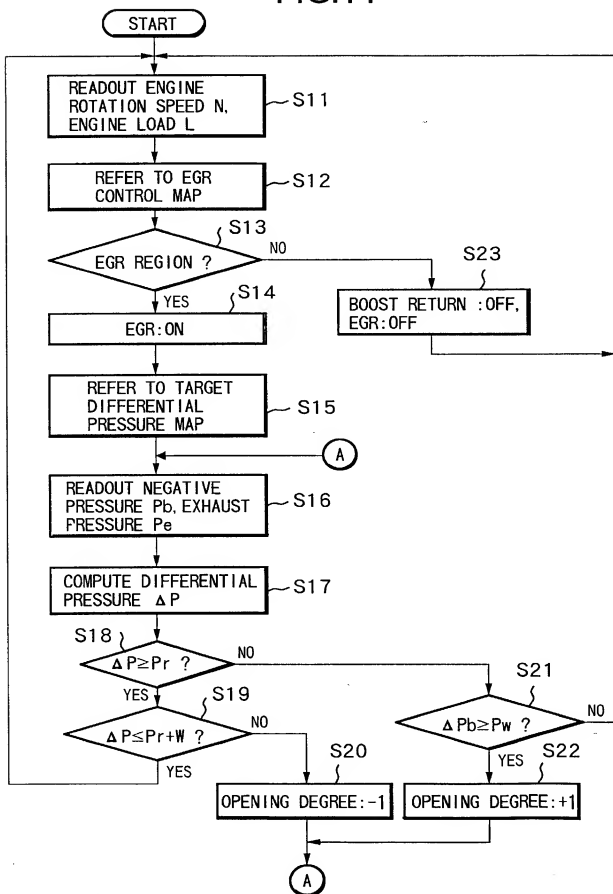 START
READOUT ENGINE
ROTATION SPEED N,
ENGINE LOAD L
S11
REFER TO EGR
CONTROL MAP
S12
S13
EGR REGION ?
NO
YES
S23
BOOST RETURN :OFF,
EGR:OFF
S14
EGR:ON
REFER TO TARGET
DIFFERENTIAL
PRESSURE MAP
S15
A
READOUT NEGATIVE
PRESSURE Pb, EXHAUST
PRESSURE Pe
S16
COMPUTE DIFFERENTIAL
PRESSURE ΔP
S17
S18
ΔP≥Pr ?
NO
YES
S19
ΔP≤Pr+W ?
NO
YES
S21
ΔPb≥Pw ?
NO
YES
S20
OPENING DEGREE:-1
S22
OPENING DEGREE:+1
A